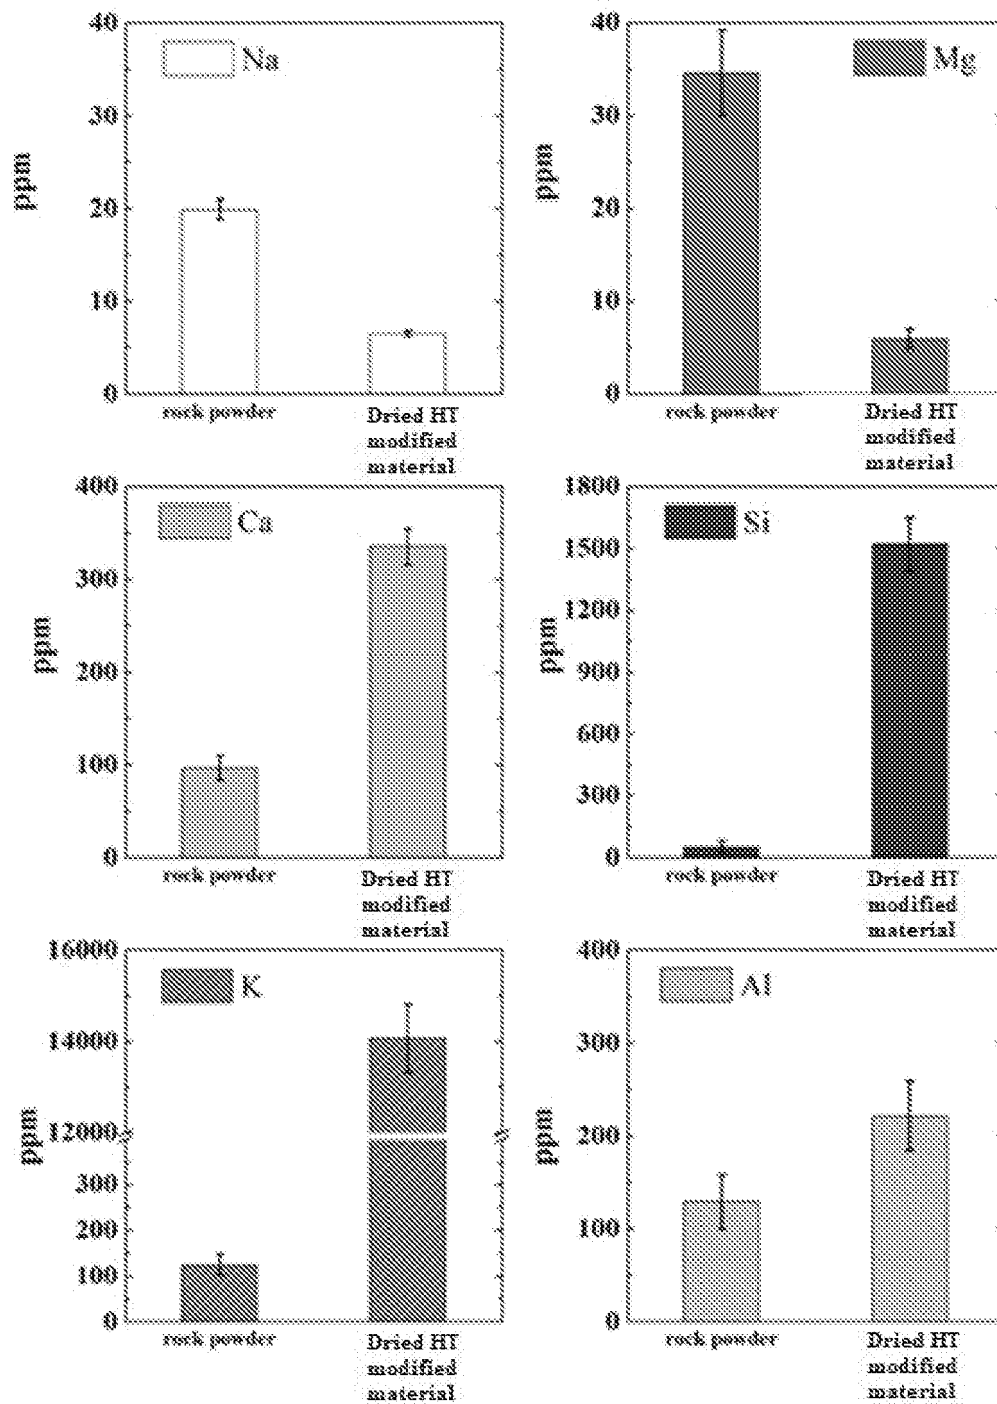 40
30
20
10
0
ppm
Na
rock powder
Dried HT
modified
material
40
30
20
10
0
ppm
Mg
rock powder
Dried HT
modified
material
400
300
200
100
0
ppm
Ca
rock powder
Dried HT
modified
material
1800
1500
1200
900
600
300
0
ppm
Si
rock powder
Dried HT
modified
material
16000
14000
12000
300
200
100
0
ppm
K
rock powder
Dried HT
modified
material
400
300
200
100
0
ppm
Al
rock powder
Dried HT
modified
material